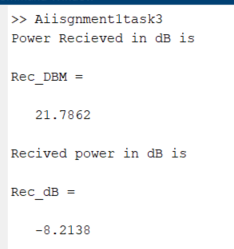 >> Aiisgnment1task3
Power Recieved in dB is
Rec_DBM =
21.7862
Recived power in dB is
Rec_dB =
-8.2138